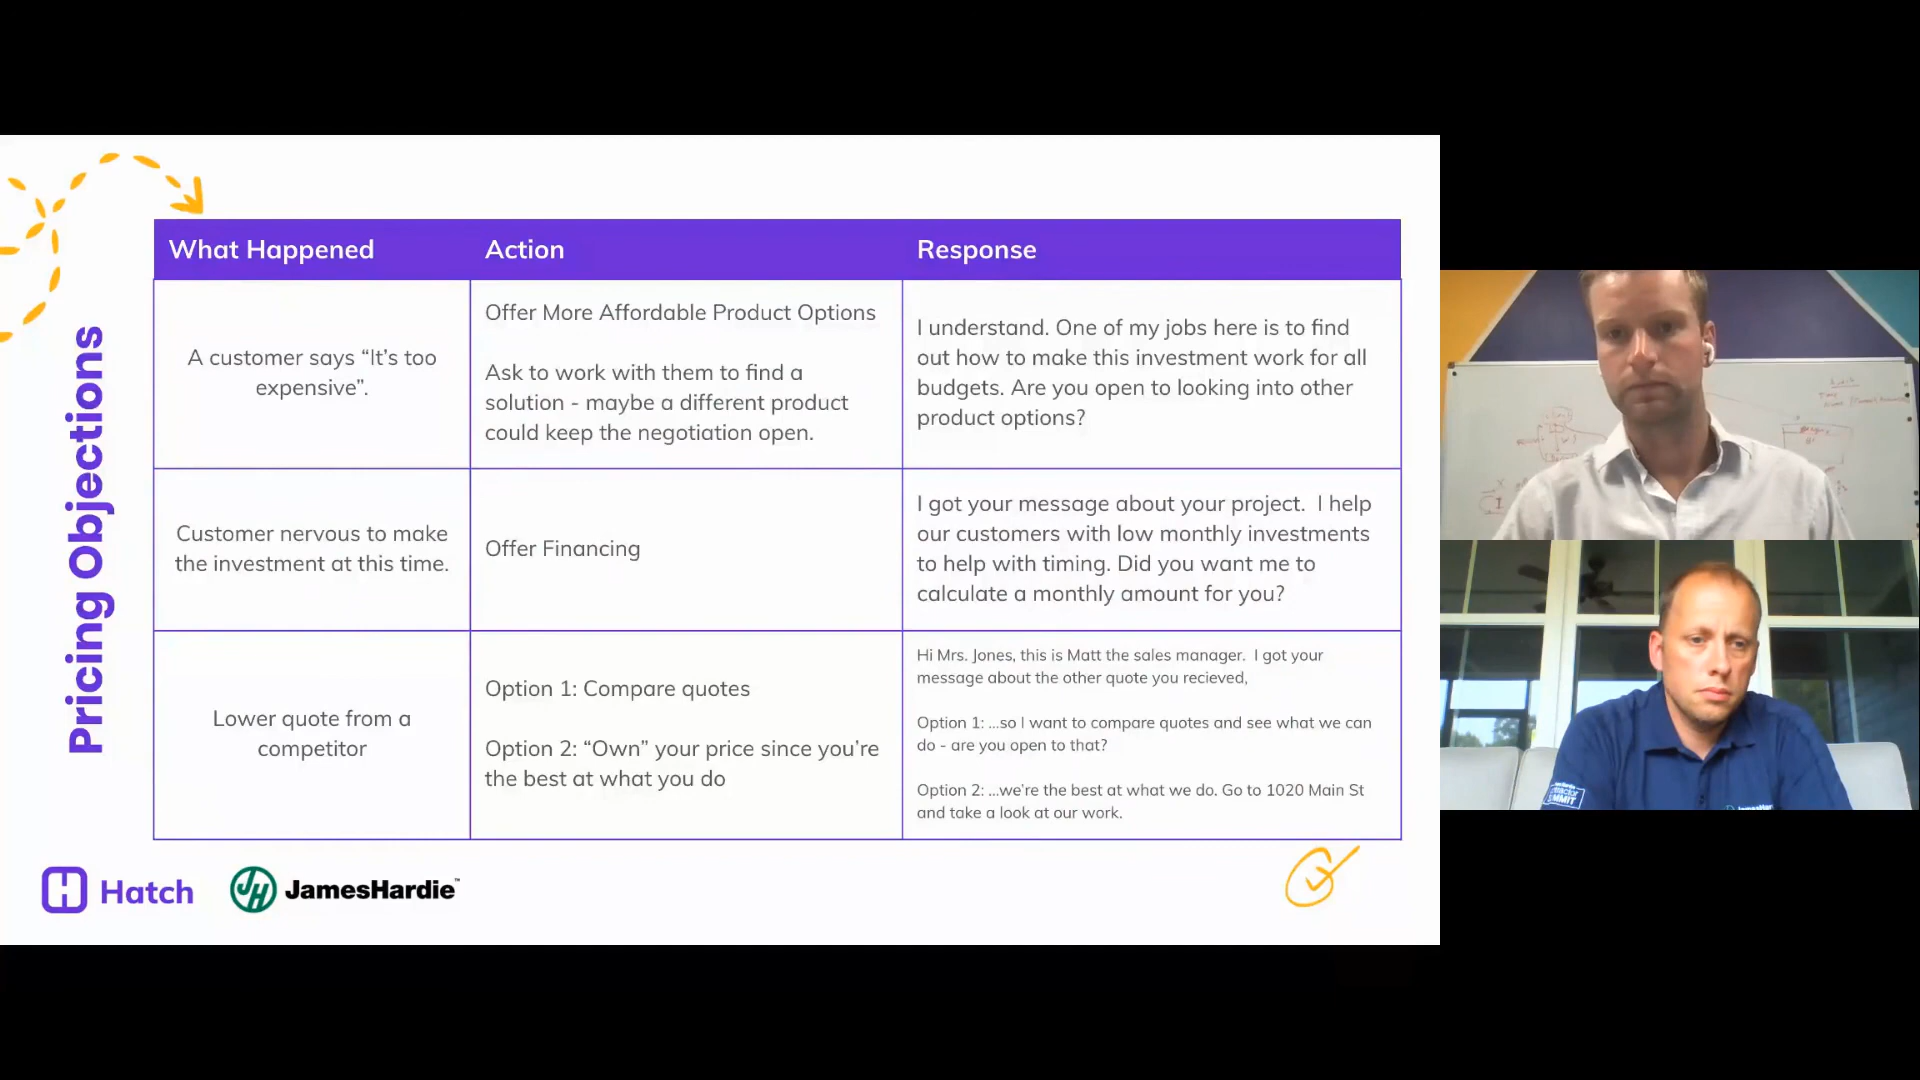 Pricing Objections
What Happened
Action
Response
A customer says “It’s too
expensive”.
Offer More Affordable Product Options
Ask to work with them to find a
solution - maybe a different product
could keep the negotiation open.
I understand. One of my jobs here is to find
out how to make this investment work for all
budgets. Are you open to looking into other
product options?
Customer nervous to make
the investment at this time.
Offer Financing
I got your message about your project.  I help
our customers with low monthly investments
to help with timing. Did you want me to
calculate a monthly amount for you?
Lower quote from a
competitor
Option 1: Compare quotes
Option 2: “Own” your price since you’re
the best at what you do
Hi Mrs. Jones, this is Matt the sales manager.  I got your
message about the other quote you recieved,
Option 1: ...so I want to compare quotes and see what we can
do - are you open to that?
Option 2: ...we’re the best at what we do. Go to 1020 Main St
and take a look at our work.
Hatch
JH JamesHardie™